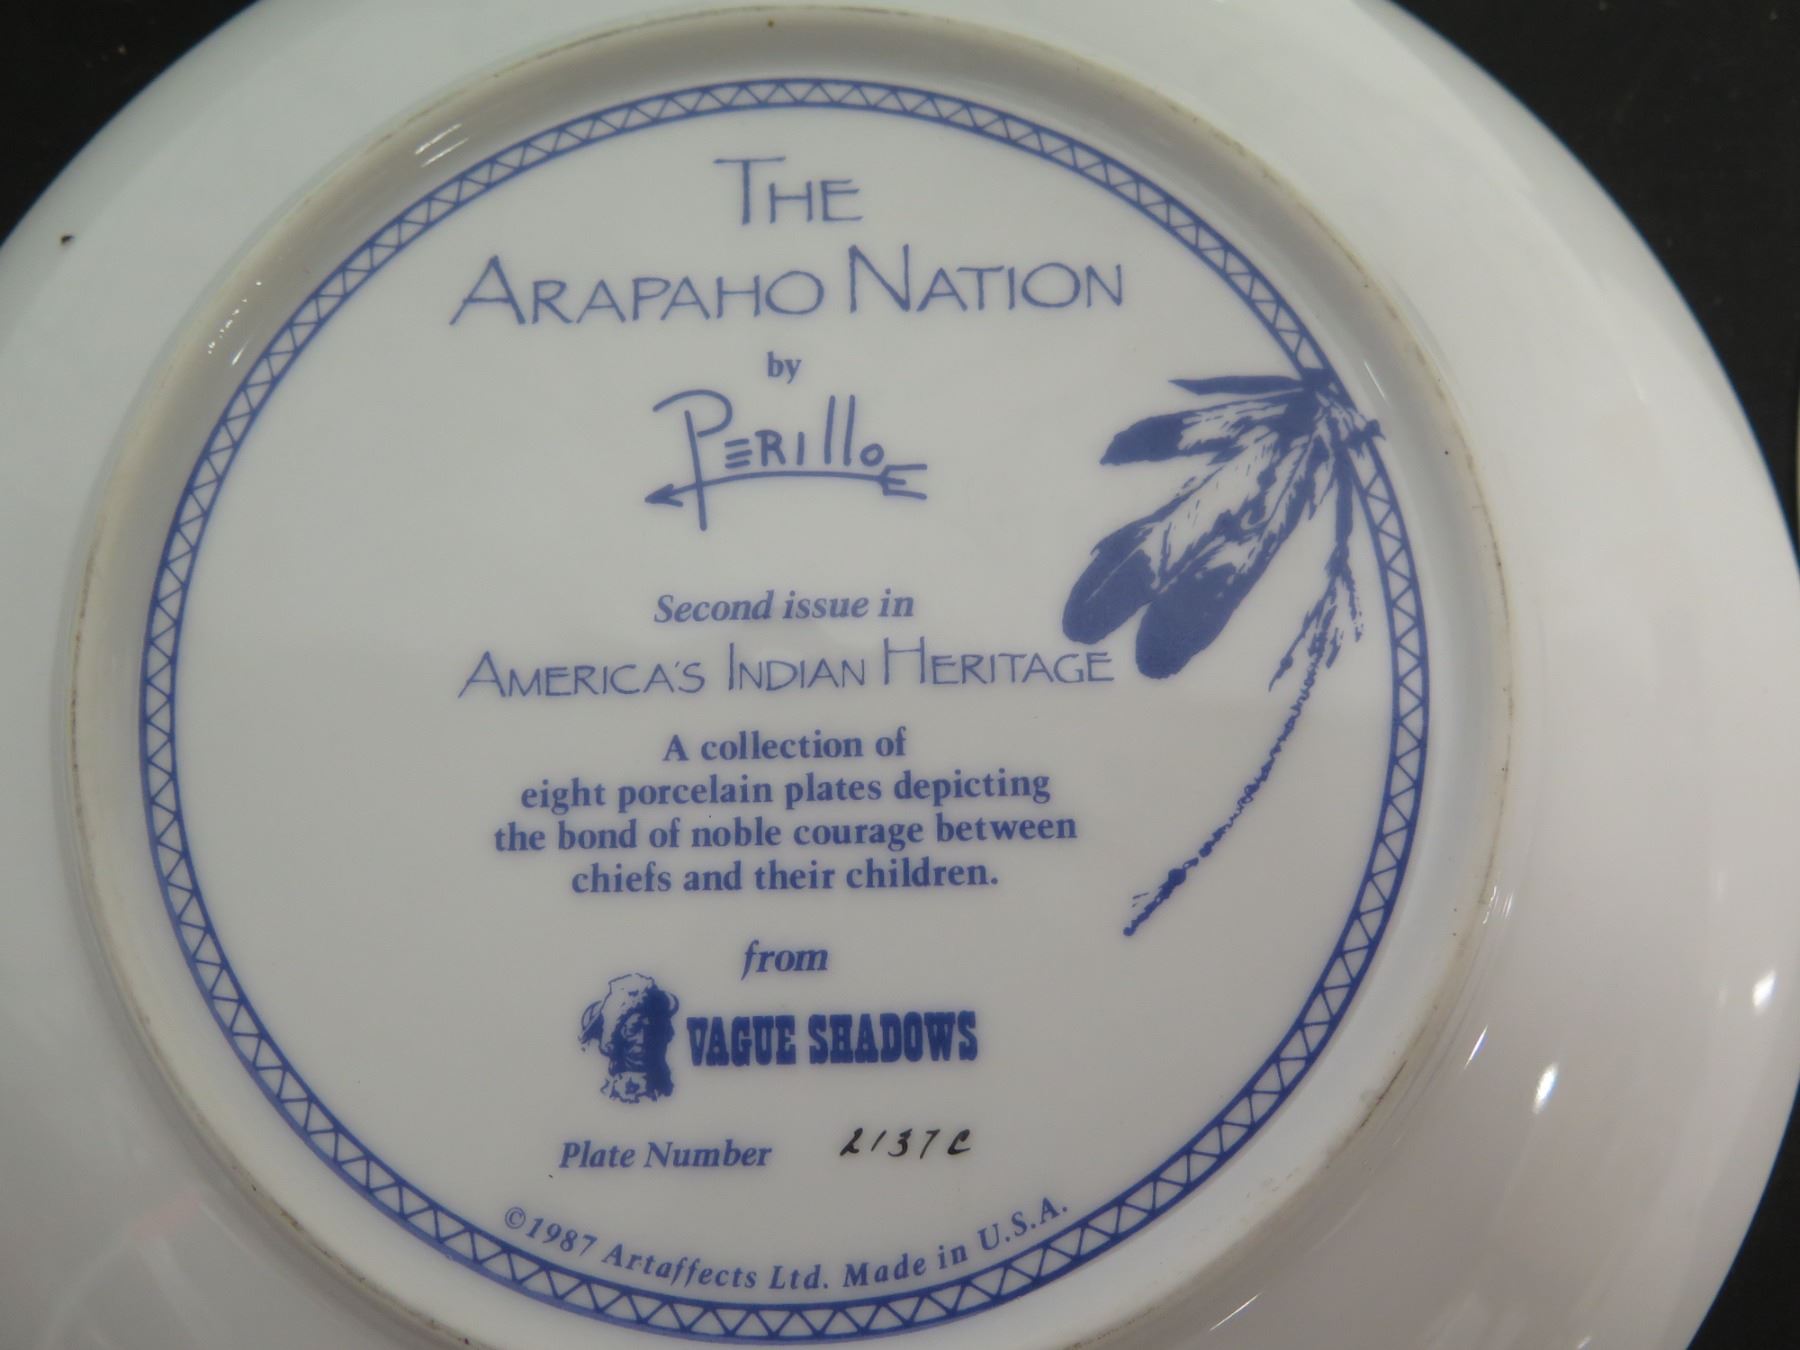 THE
ARAPAHO NATION
by
PERILLO
Second issue in
AMERICA'S INDIAN HERITAGE
A collection of
eight porcelain plates depicting
the bond of noble courage between
chiefs and their children.
from
VAGUE SHADOWS
Plate Number 2137C
©1987 Artaffects Ltd. Made in U.S.A.